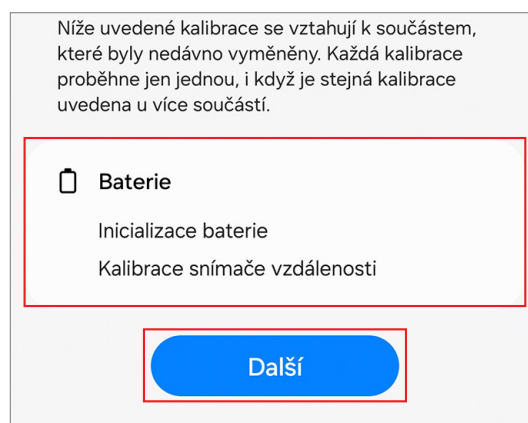 Níže uvedené kalibrace se vztahují k součástem,
které byly nedávno vyměněny. Každá kalibrace
proběhne jen jednou, i když je stejná kalibrace
uvedena u více součástí.
Baterie
Inicializace baterie
Kalibrace snímače vzdálenosti
Další